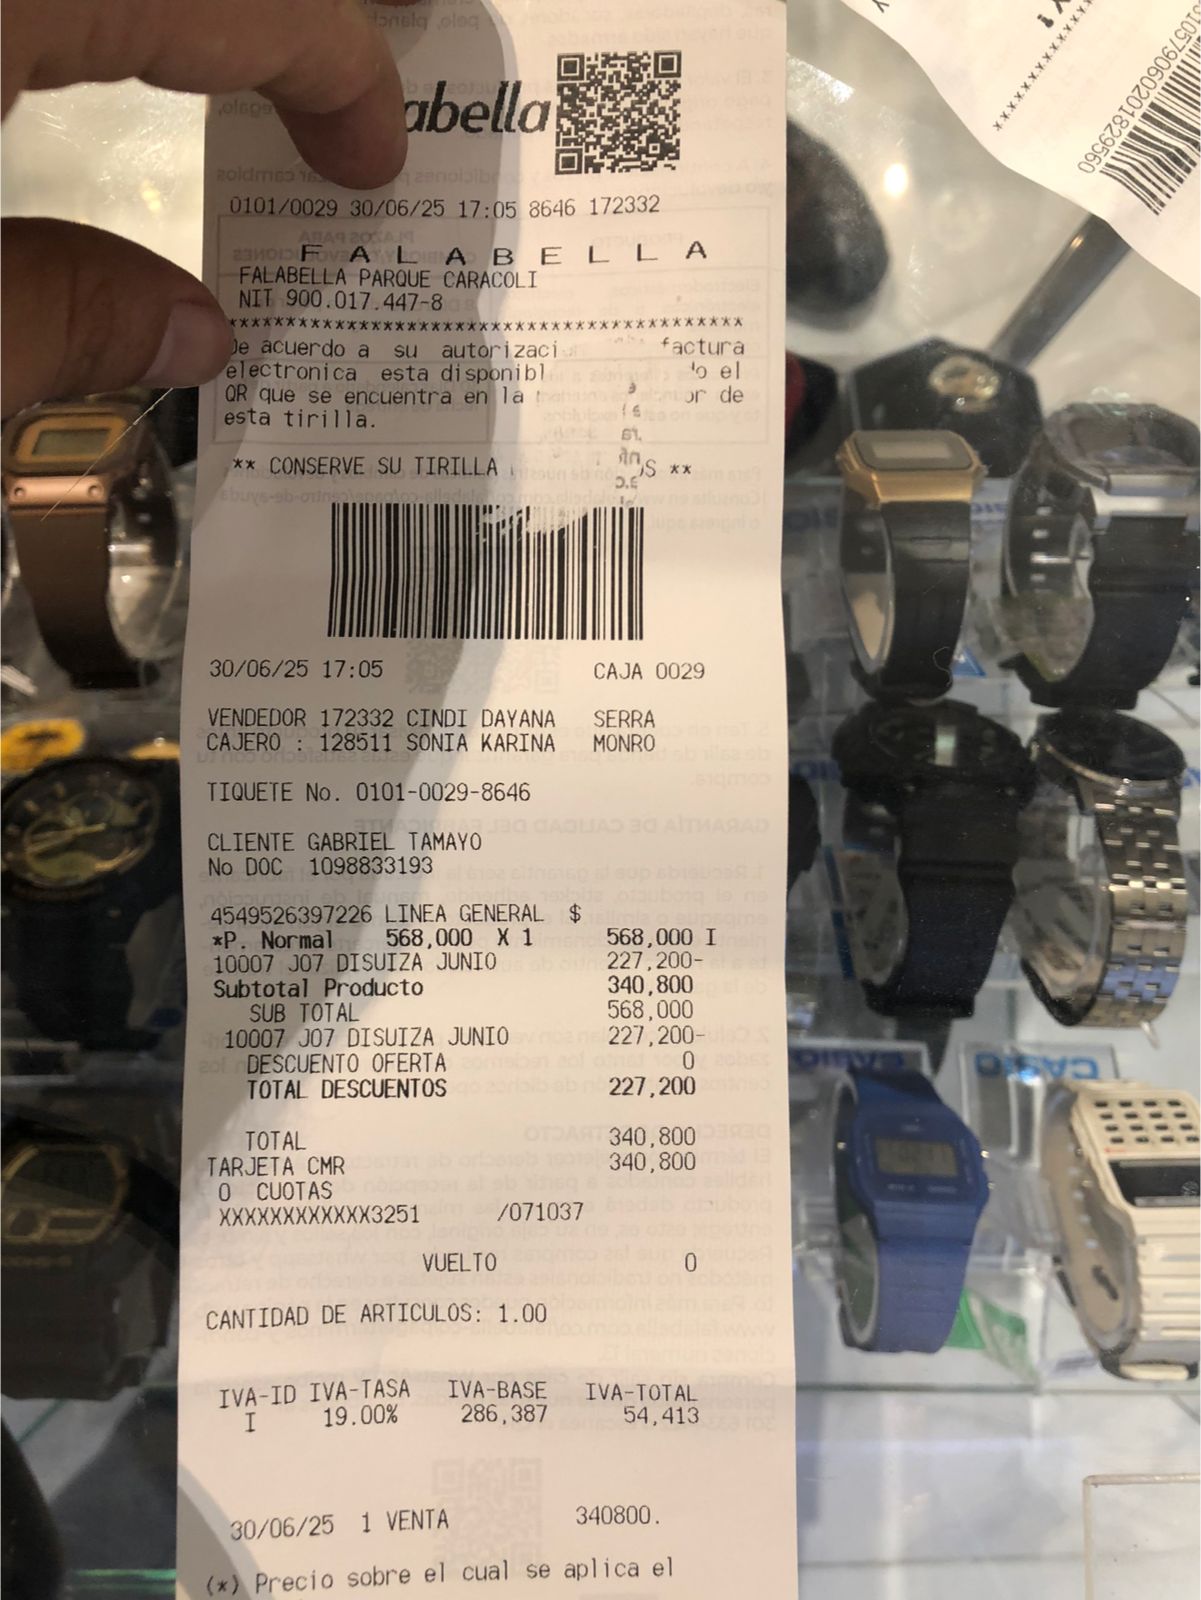 abella
0101/0029 30/06/25 17:05 8646 172332
F A L A B E L L A
FALABELLA PARQUE CARACOLI
NIT 900.017.447-8
********************************************
De acuerdo a su autorizaci factura
electronica esta disponibl o el
QR que se encuentra en la or de
esta tirilla.
** CONSERVE SU TIRILLA OS **
30/06/25 17:05 CAJA 0029
VENDEDOR 172332 CINDI DAYANA SERRA
CAJERO : 128511 SONIA KARINA MONRO
TIQUETE No. 0101-0029-8646
CLIENTE GABRIEL TAMAYO
No DOC 1098833193
4549526397226 LINEA GENERAL $
*P. Normal 568,000 X 1 568,000 I
10007 J07 DISUIZA JUNIO 227,200-
Subtotal Producto 340,800
SUB TOTAL 568,000
10007 J07 DISUIZA JUNIO 227,200-
DESCUENTO OFERTA 0
TOTAL DESCUENTOS 227,200
TOTAL 340,800
TARJETA CMR 340,800
0 CUOTAS
XXXXXXXXXXXX3251 /071037
VUELTO 0
CANTIDAD DE ARTICULOS: 1.00
IVA-ID IVA-TASA IVA-BASE IVA-TOTAL
I 19.00% 286,387 54,413
30/06/25 1 VENTA 340800.
(*) Precio sobre el cual se aplica el
CASIO
CASIO